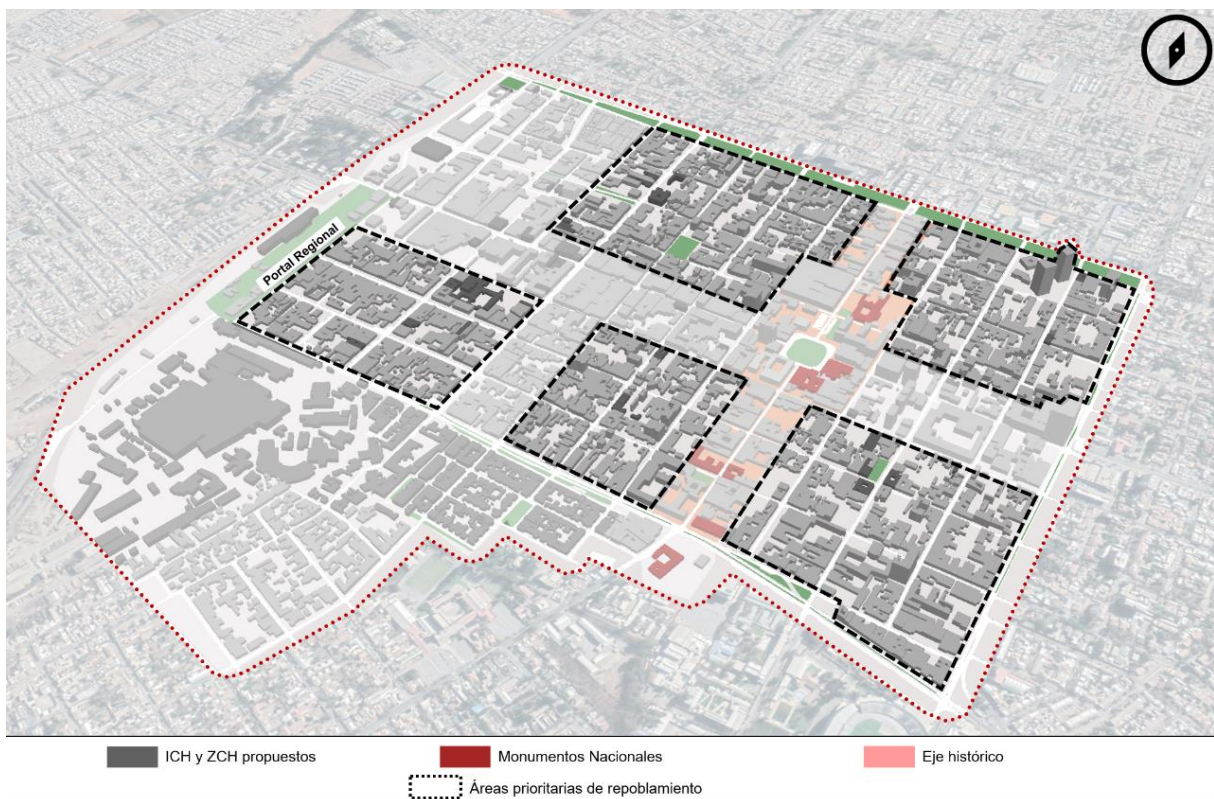 Portal Regional
ICH y ZCH propuestos
Monumentos Nacionales
Eje histórico
Áreas prioritarias de repoblamiento